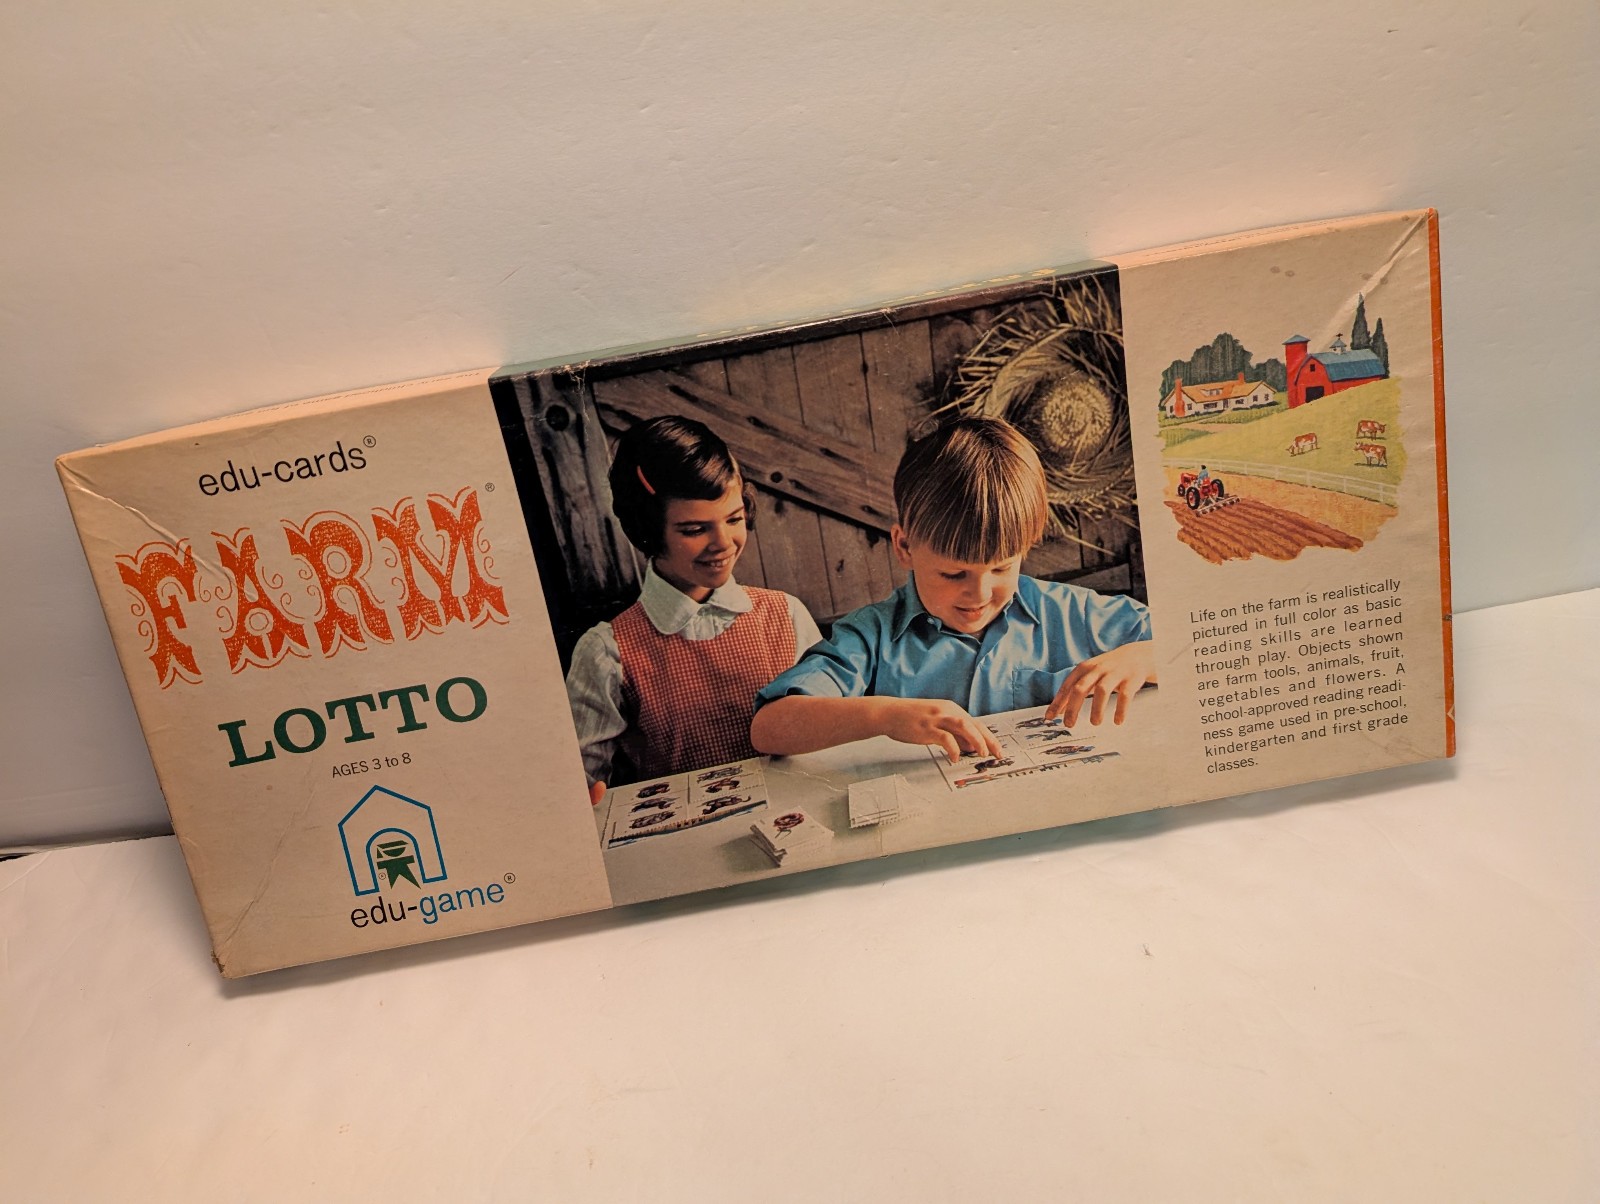 edu-cards®
FARM®
LOTTO
AGES 3 to 8
edu-game®
Life on the farm is realistically
pictured in full color as basic
reading skills are learned
through play. Objects shown
are farm tools, animals, fruit,
vegetables and flowers. A
school-approved reading readi-
ness game used in pre-school,
kindergarten and first grade
classes.